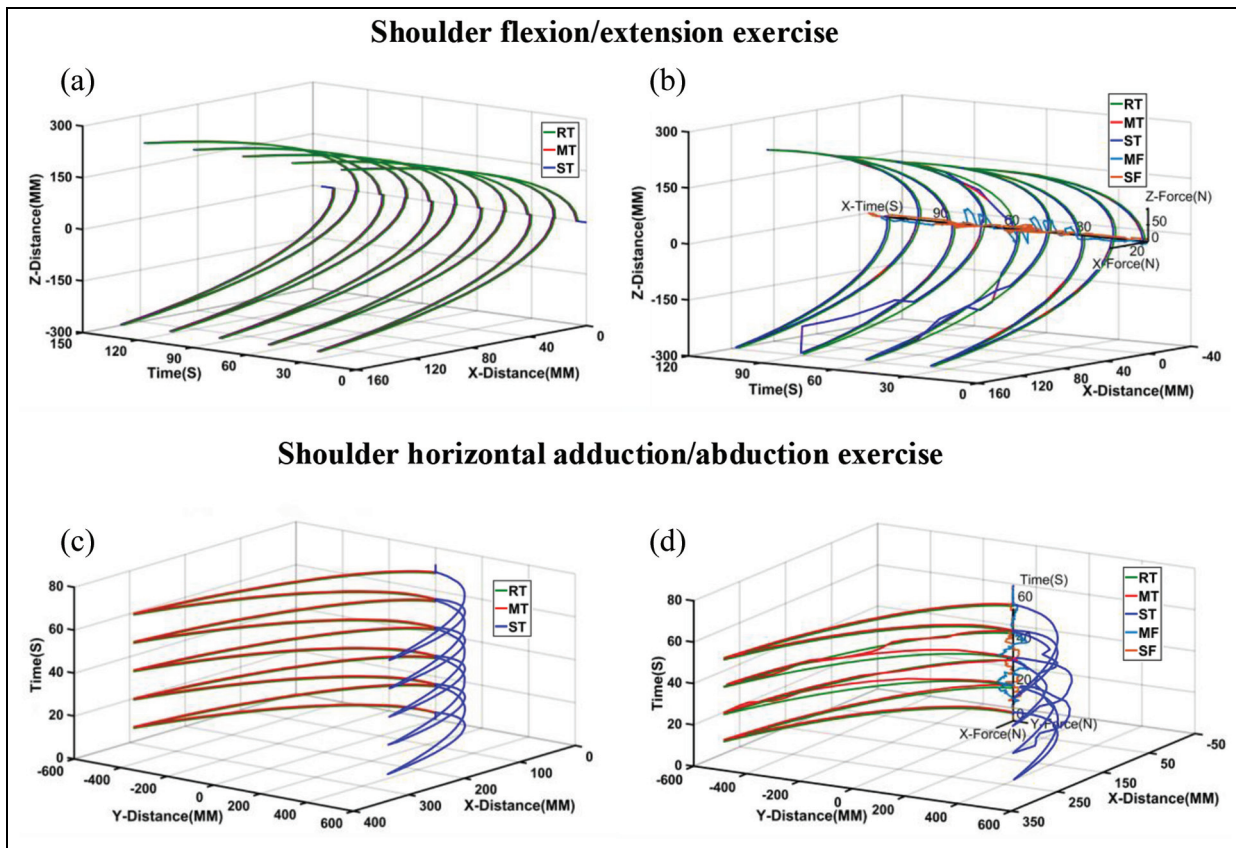 Shoulder flexion/extension exercise
(a)
300
150
0
-150
-300
Z-Distance(MM)
150
120
90
60
30
0
Time(S)
160
120
80
40
0
X-Distance(MM)
RT
MT
ST
(b)
300
150
0
-150
-300
Z-Distance(MM)
120
90
60
30
0
Time(S)
160
120
80
40
0
-40
X-Distance(MM)
RT
MT
ST
MF
SF
X-Time(S)
90
60
30
Z-Force(N)
50
0
20
X-Force(N)
Shoulder horizontal adduction/abduction exercise
(c)
80
60
40
20
0
Time(S)
-600
-400
-200
0
200
400
600
Y-Distance(MM)
400
300
200
100
0
X-Distance(MM)
RT
MT
ST
(d)
80
60
40
20
0
Time(S)
-600
-400
-200
0
200
400
600
Y-Distance(MM)
350
250
150
50
-50
X-Distance(MM)
RT
MT
ST
MF
SF
Time(S)
60
40
20
0
X-Force(N)
Y-Force(N)